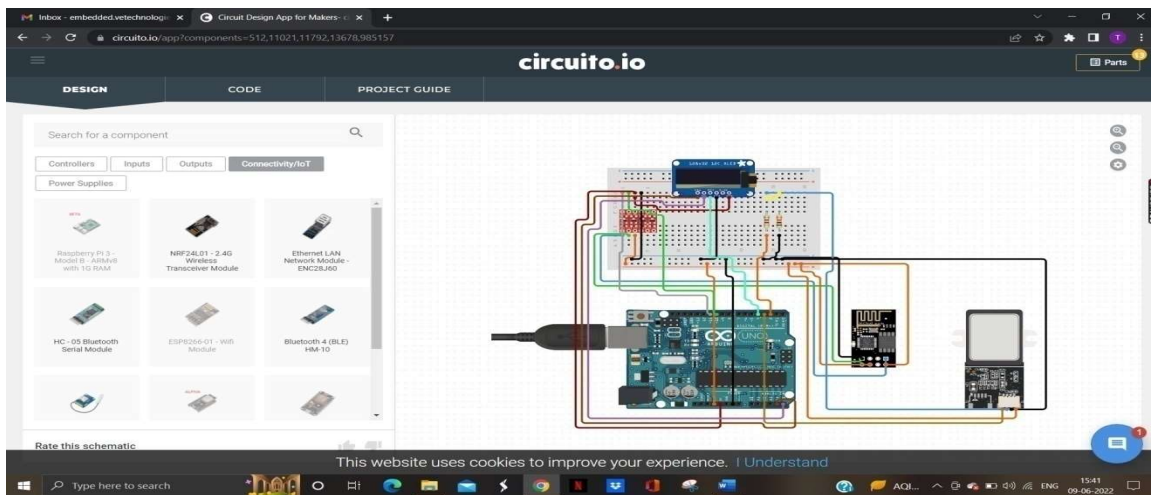 Inbox - embedded.vetechnologi
Circuit Design App for Makers- c
circuito.io/app?components=512,11021,11792,13678,985157
T
circuito.io
Parts
13
DESIGN
CODE
PROJECT GUIDE
Search for a component
Controllers
Inputs
Outputs
Connectivity/IoT
Power Supplies
Raspberry Pi 3 -
Model B - ARMv8
with 1G RAM
NRF24L01 - 2.4G
Wireless
Transceiver Module
Ethernet LAN
Network Module -
ENC28J60
HC - 05 Bluetooth
Serial Module
ESP8266-01 - Wifi
Module
Bluetooth 4 (BLE)
HM-10
UNO
ARDUINO
Rate this schematic
1
This website uses cookies to improve your experience. I Understand
Type here to search
AQI...
ENG
15:41
09-06-2022